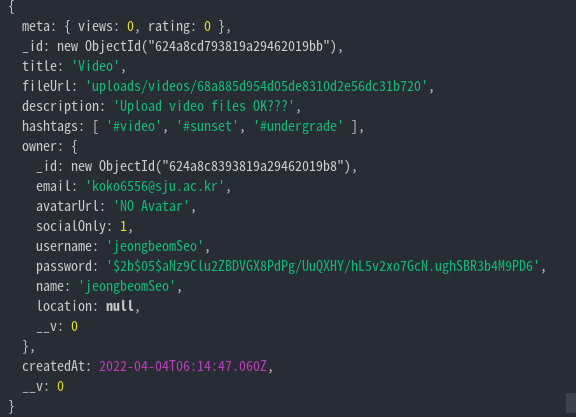 {
  meta: { views: 0, rating: 0 },
  _id: new ObjectId("624a8cd793819a29462019bb"),
  title: 'Video',
  fileUrl: 'uploads/videos/68a885d954d05de8310d2e56dc31b720',
  description: 'Upload video files OK???',
  hashtags: [ '#video', '#sunset', '#undergrade' ],
  owner: {
    _id: new ObjectId("624a8c8393819a29462019b8"),
    email: 'koko6556@sju.ac.kr',
    avatarUrl: 'NO Avatar',
    socialOnly: 1,
    username: 'jeongbeomSeo',
    password: '$2b$05$aNz9Clu2ZBDVGX8PdPg/UuQXHY/hL5v2xo7GcN.ughSBR3b4M9PD6',
    name: 'jeongbeomSeo',
    location: null,
    __v: 0
  },
  createdAt: 2022-04-04T06:14:47.060Z,
  __v: 0
}